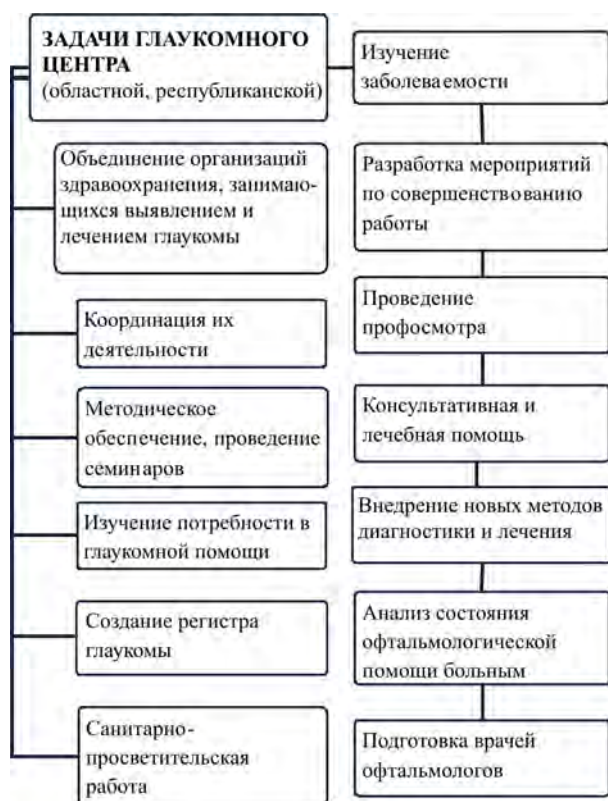 ЗАДАЧИ ГЛАУКОМНОГО
ЦЕНТРА
(областной, республиканской)
Объединение организаций
здравоохранения, занимаю-
щихся выявлением и
лечением глаукомы
Координация их
деятельности
Методическое
обеспечение, проведение
семинаров
Изучение потребности в
глаукомной помощи
Создание регистра
глаукомы
Санитарно-
просветительская
работа
Изучение
заболеваемости
Разработка мероприятий
по совершенствованию
работы
Проведение
профосмотра
Консультативная и
лечебная помощь
Внедрение новых методов
диагностики и лечения
Анализ состояния
офтальмологической
помощи больным
Подготовка врачей
офтальмологов